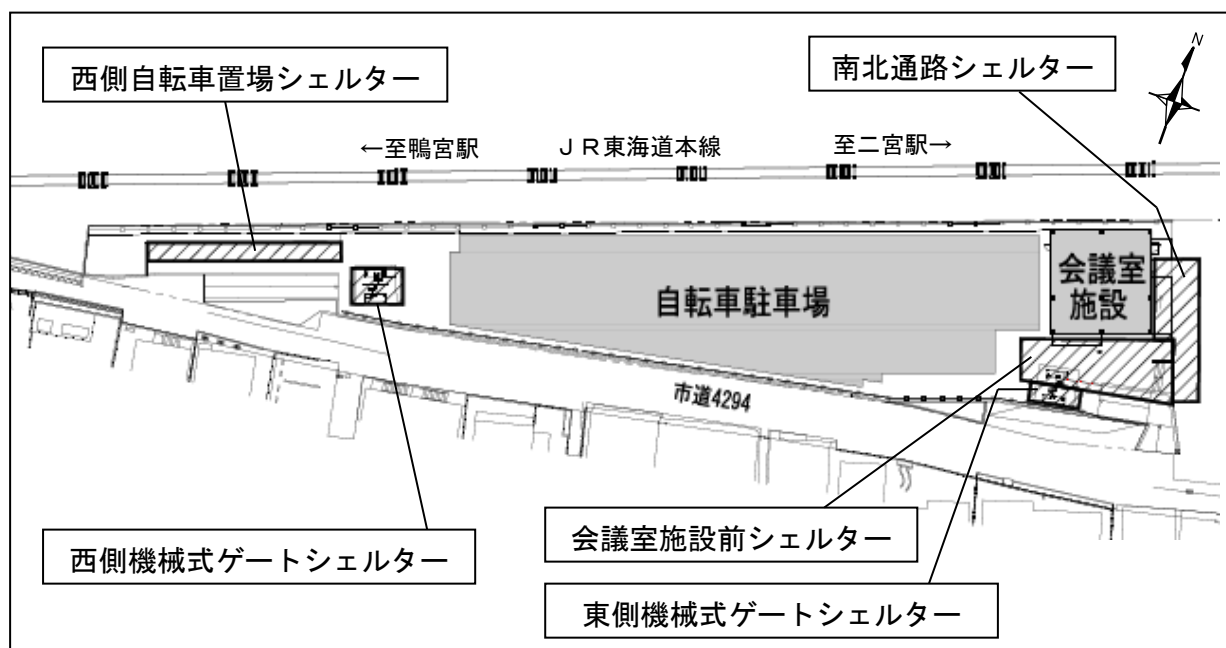 西側自転車置場シェルター
南北通路シェルター
N
←至鴨宮駅
ＪＲ東海道本線
至二宮駅→
会議室
施設
自転車駐車場
市道4294
会議室施設前シェルター
西側機械式ゲートシェルター
東側機械式ゲートシェルター